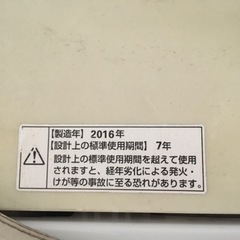 【製造年】2016年
【設計上の標準使用期間】7年
設計上の標準使用期間を超えて使用
されますと、経年劣化による発火・
けが等の事故に至る恐れがあります。